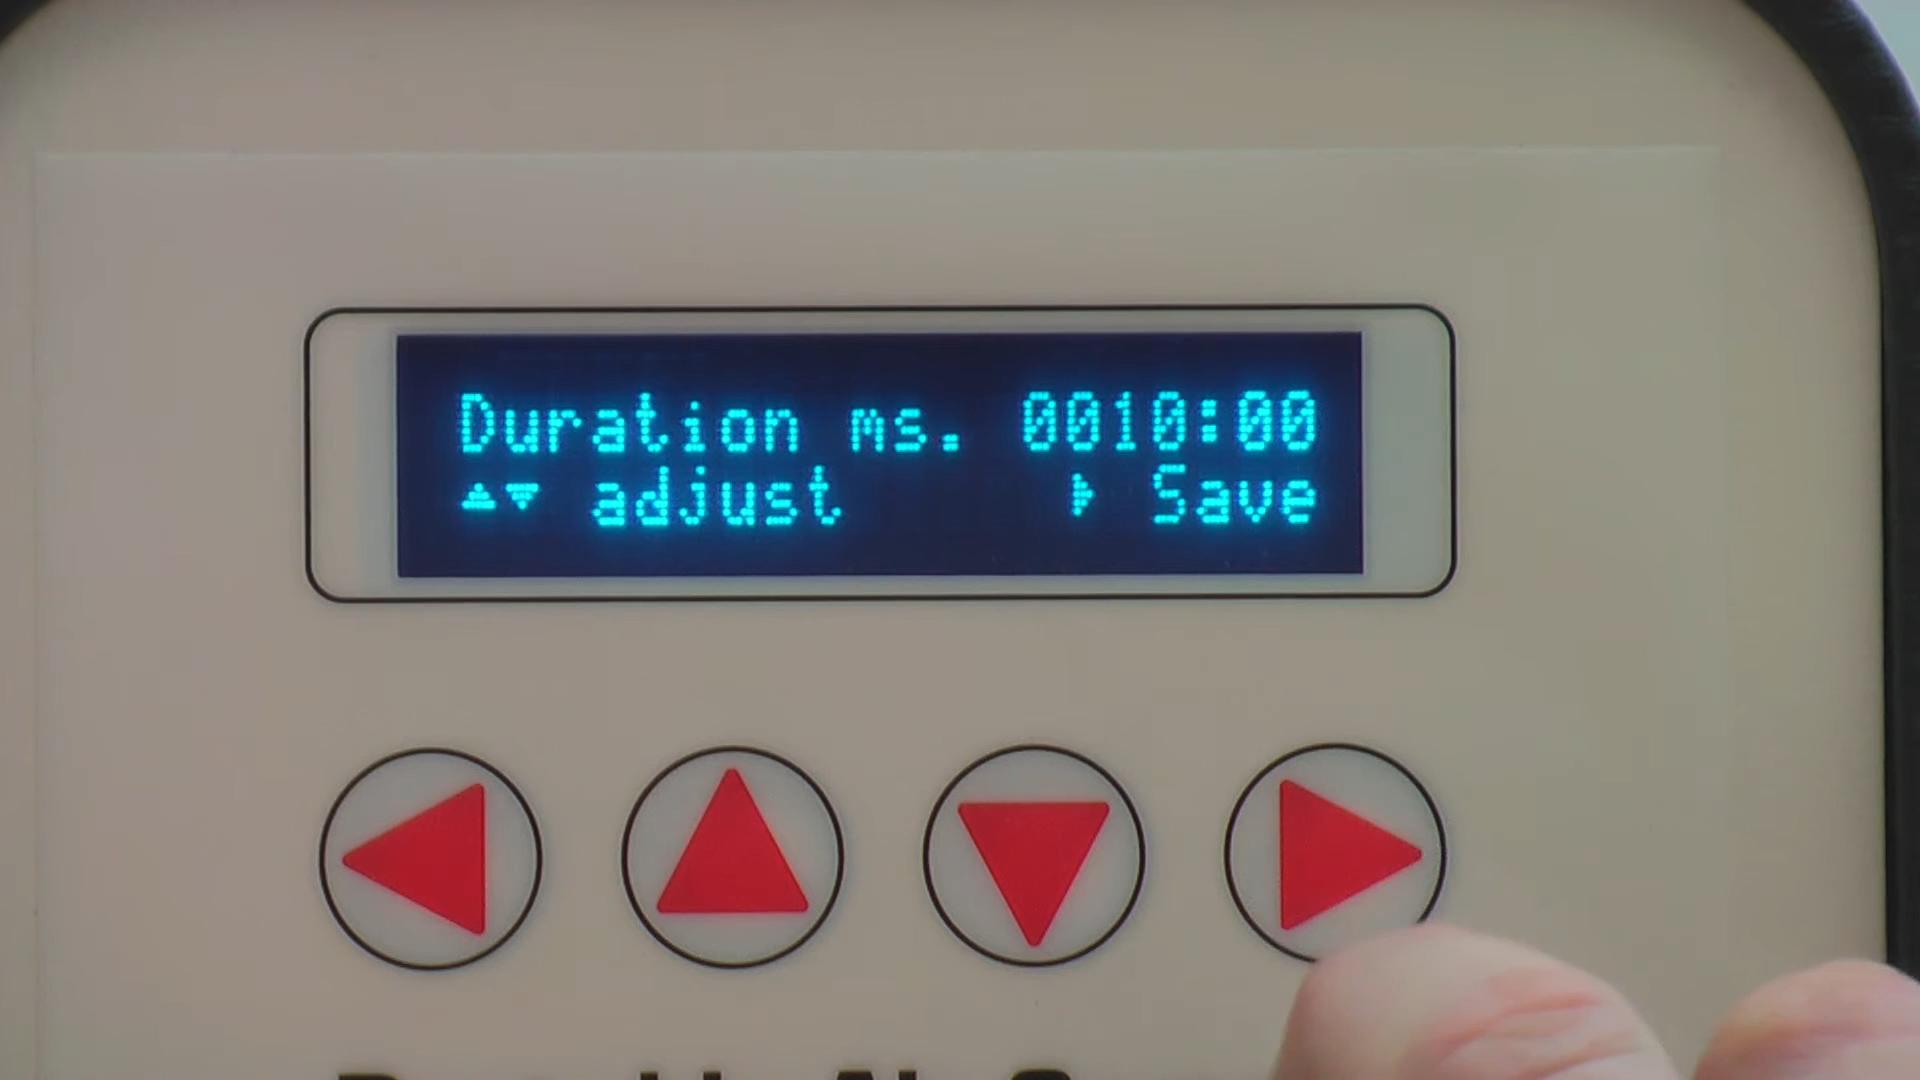 Duration ms. 0010:00
▲▼ adjust ▶ Save